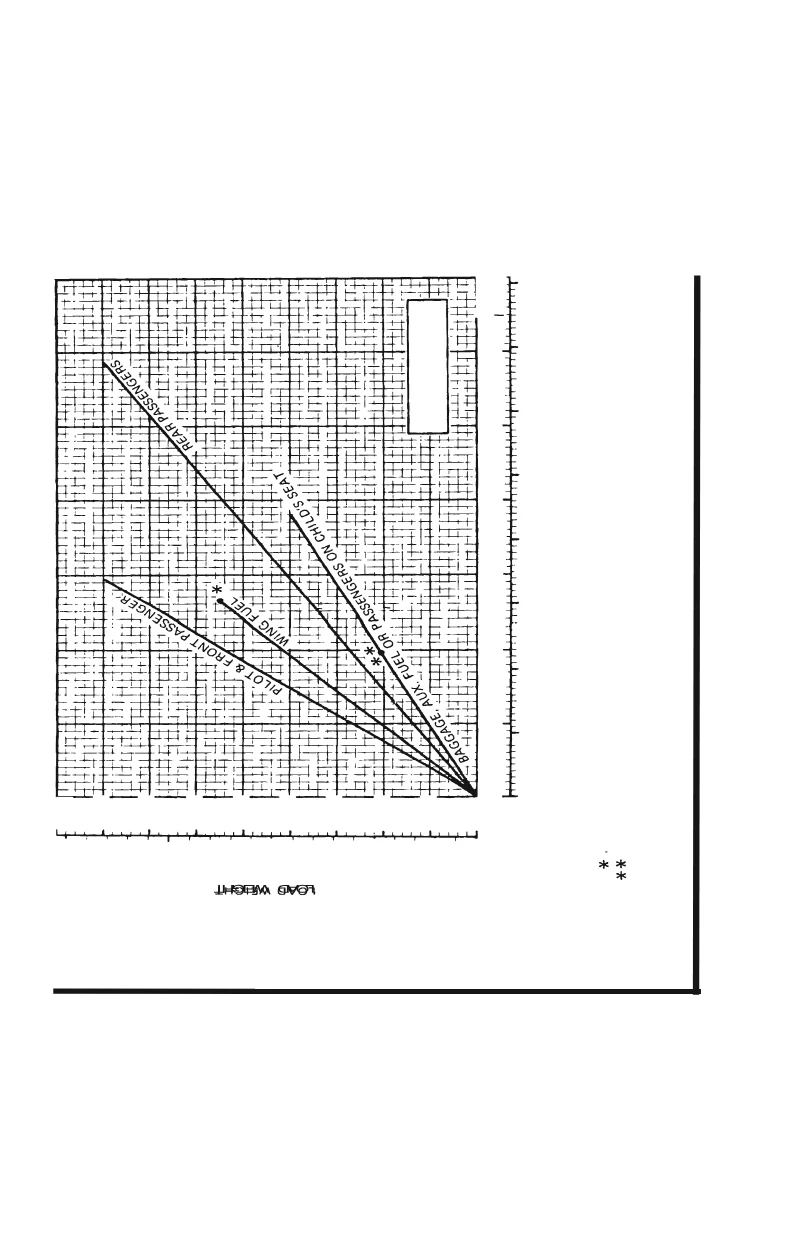 REAR PASSENGERS
BAGGAGE, AUX. FUEL OR PASSENGERS ON CHILD'S SEAT
*
WING FUEL
PILOT & FRONT PASSENGER
**
LOAD WEIGHT
* *
*